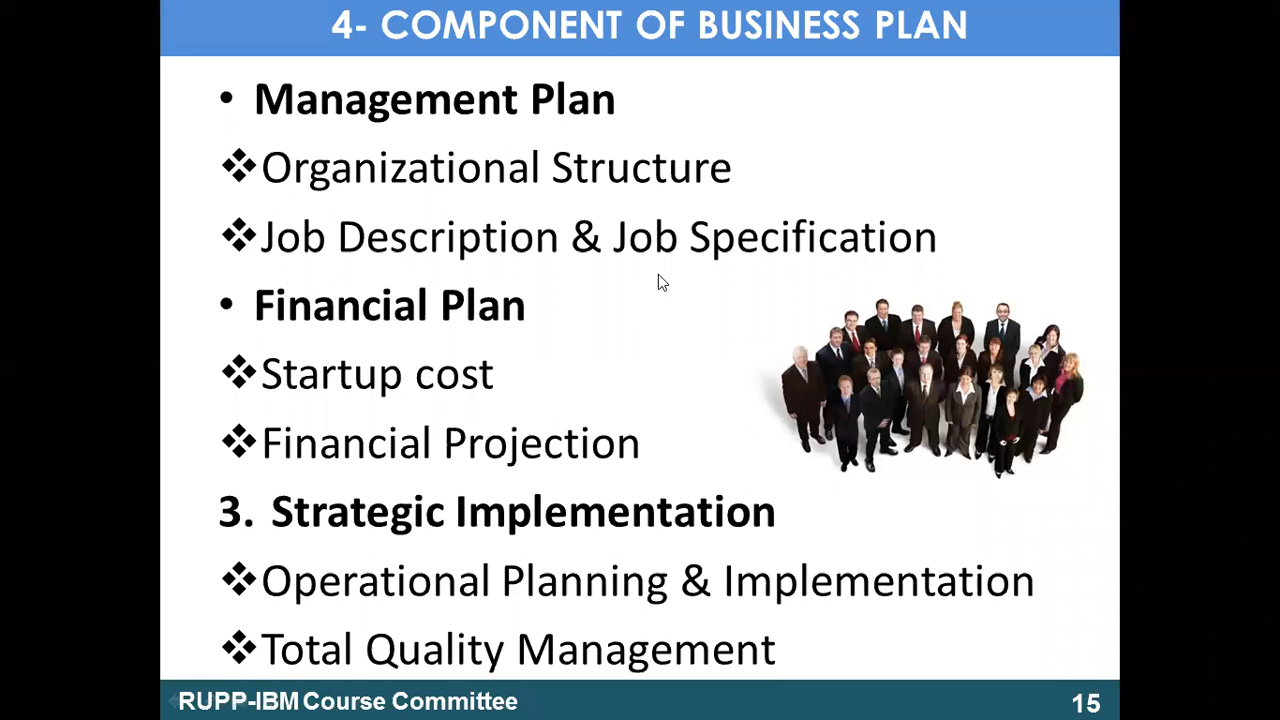 4- COMPONENT OF BUSINESS PLAN
• Management Plan
❖Organizational Structure
❖Job Description & Job Specification
• Financial Plan
❖Startup cost
❖Financial Projection
3. Strategic Implementation
❖Operational Planning & Implementation
❖Total Quality Management
RUPP-IBM Course Committee
15